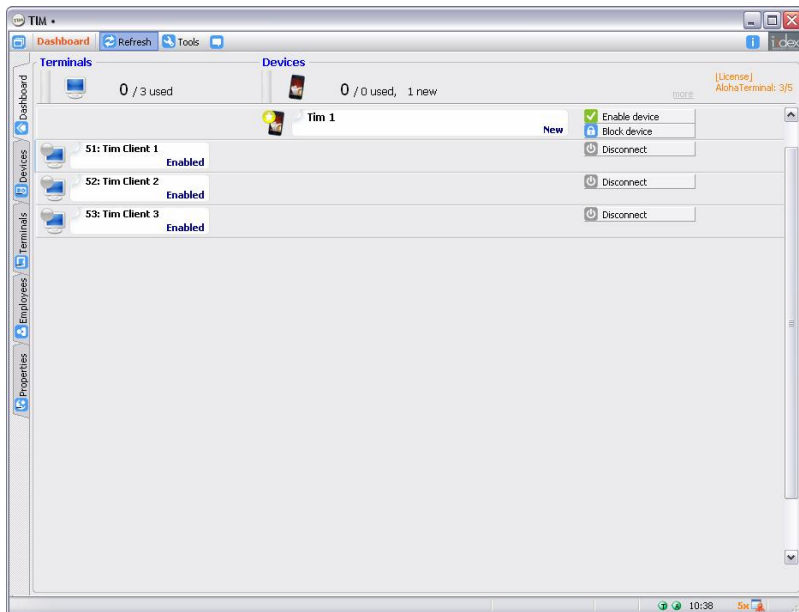 TIM •
Dashboard Refresh Tools
Terminals
0 / 3 used
Devices
0 / 0 used, 1 new
more
[License]
AlohaTerminal: 3/5
Dashboard
Devices
Terminals
Employees
Properties
Tim 1
New
Enable device
Block device
51: Tim Client 1
Enabled
Disconnect
52: Tim Client 2
Enabled
Disconnect
53: Tim Client 3
Enabled
Disconnect
10:38
5x